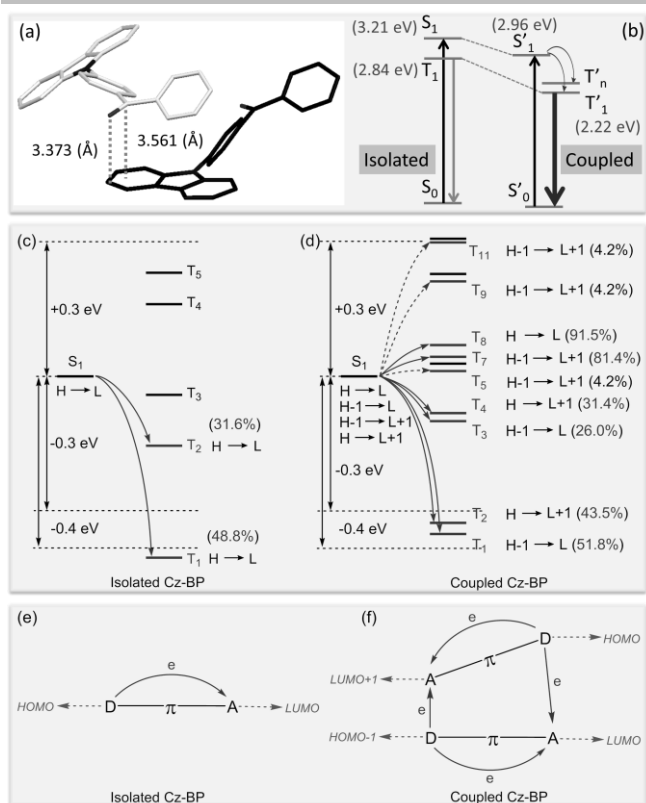 (a)
3.373 (Å)
3.561 (Å)
(b)
(3.21 eV)
S₁
(2.96 eV)
S'₁
(2.84 eV)
T₁
T'ₙ
T'₁
(2.22 eV)
Isolated
Coupled
S₀
S'₀
(c)
T₅
T₄
+0.3 eV
S₁
H → L
T₃
(31.6%)
T₂ H → L
-0.3 eV
-0.4 eV
(48.8%)
T₁ H → L
Isolated Cz-BP
(d)
T₁₁ H-1 → L+1 (4.2%)
+0.3 eV
T₉ H-1 → L+1 (4.2%)
T₈ H → L (91.5%)
S₁
T₇ H-1 → L+1 (81.4%)
H → L
T₅ H-1 → L+1 (4.2%)
H-1 → L
T₄ H → L+1 (31.4%)
H-1 → L+1
T₃ H-1 → L (26.0%)
H → L+1
-0.3 eV
T₂ H → L+1 (43.5%)
-0.4 eV
T₁ H-1 → L (51.8%)
Coupled Cz-BP
(e)
e
HOMO D π A LUMO
Isolated Cz-BP
(f)
e
D HOMO
π
LUMO+1 A
e
e
HOMO-1 D π A LUMO
e
Coupled Cz-BP